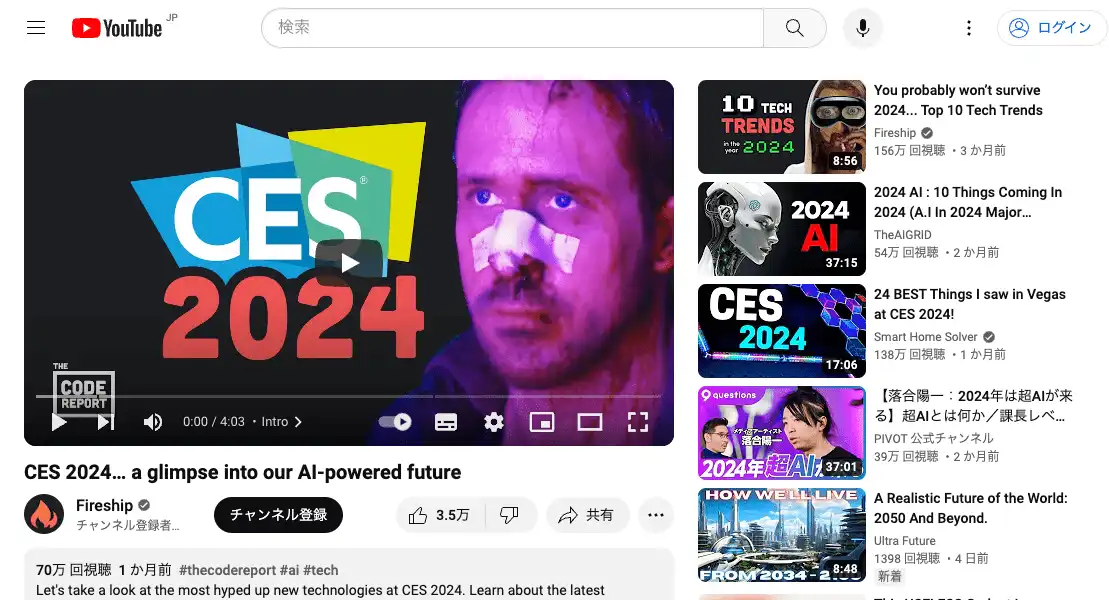 YouTube JP
検索
ログイン
CES®
2024
THE
CODE
REPORT
0:00 / 4:03 • Intro
CES 2024… a glimpse into our AI-powered future
Fireship
チャンネル登録者…
チャンネル登録
3.5万
共有
70万 回視聴 1 か月前 #thecodereport #ai #tech
Let's take a look at the most hyped up new technologies at CES 2024. Learn about the latest
10 TECH
TRENDS
in the
year 2024
8:56
You probably won't survive
2024... Top 10 Tech Trends
Fireship
156万 回視聴 • 3 か月前
2024
AI
37:15
2024 AI : 10 Things Coming In
2024 (A.I In 2024 Major…
TheAIGRID
54万 回視聴 • 2 か月前
CES
2024
17:06
24 BEST Things I saw in Vegas
at CES 2024!
Smart Home Solver
138万 回視聴 • 1 か月前
questions
メディアアーティスト
落合陽一
2024年 超AIが
37:01
【落合陽一：2024年は超AIが来
る】超AIとは何か／課長レベ…
PIVOT 公式チャンネル
39万 回視聴 • 2 か月前
HOW WE'LL LIVE
FROM 2034 - 2
8:48
A Realistic Future of the World:
2050 And Beyond.
Ultra Future
1398 回視聴 • 4 日前
新着